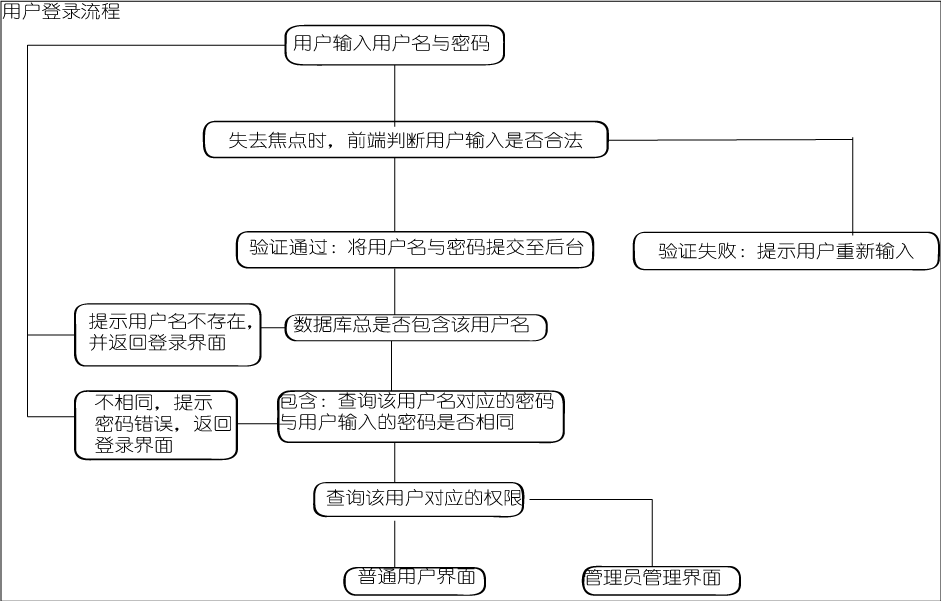 用户登录流程
用户输入用户名与密码
失去焦点时，前端判断用户输入是否合法
验证通过：将用户名与密码提交至后台
验证失败：提示用户重新输入
提示用户名不存在，
并返回登录界面
数据库总是否包含该用户名
不相同，提示
密码错误，返回
登录界面
包含：查询该用户名对应的密码
与用户输入的密码是否相同
查询该用户对应的权限
普通用户界面
管理员管理界面